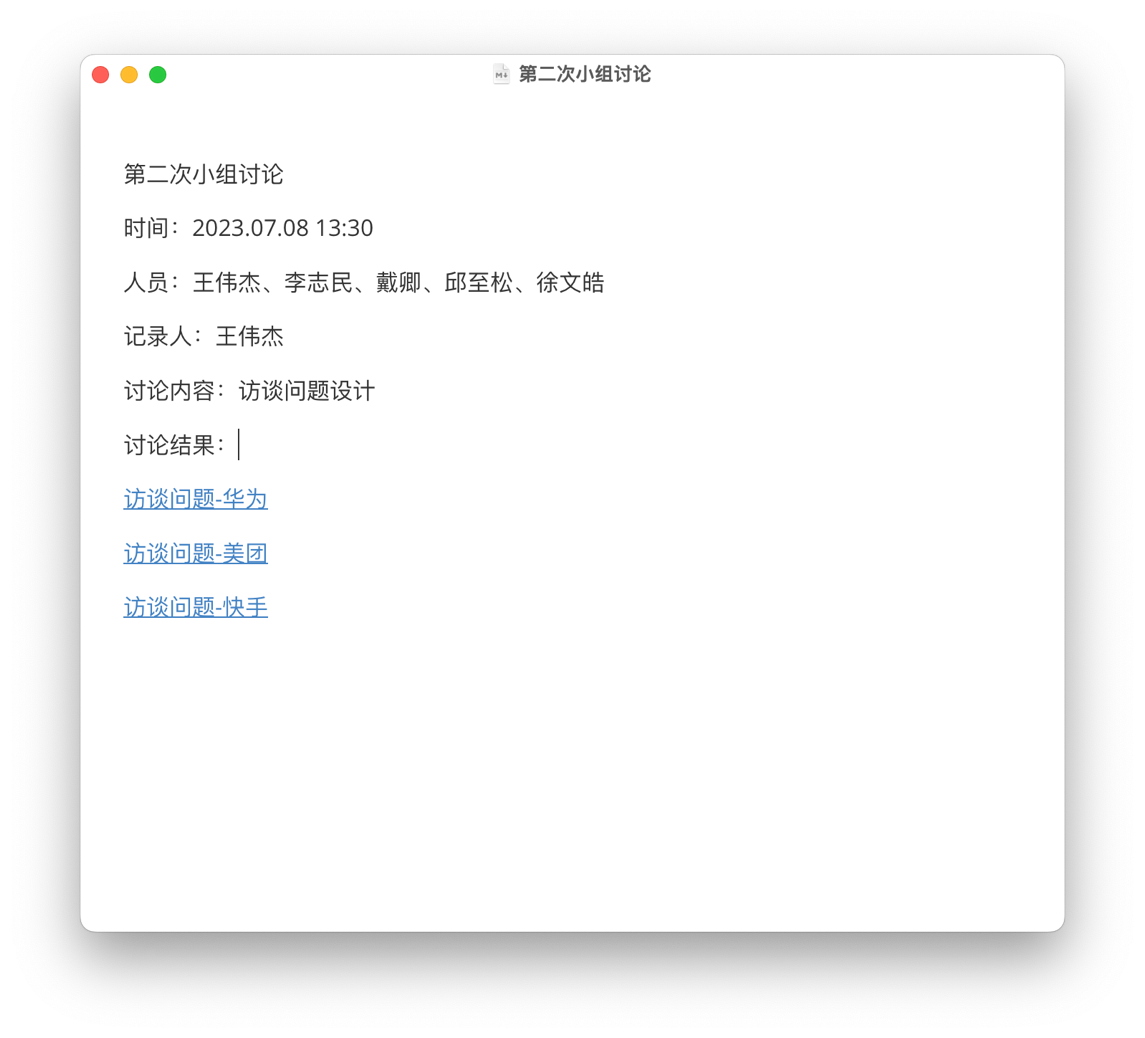 第二次小组讨论
第二次小组讨论
时间：2023.07.08 13:30
人员：王伟杰、李志民、戴卿、邱至松、徐文皓
记录人：王伟杰
讨论内容：访谈问题设计
讨论结果：
访谈问题-华为
访谈问题-美团
访谈问题-快手